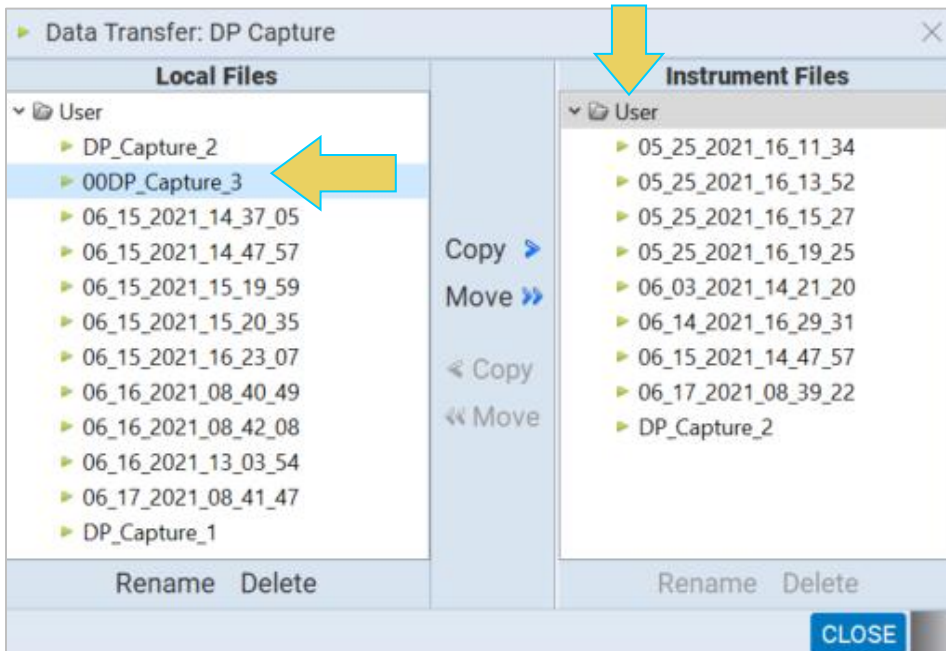 Data Transfer: DP Capture
Local Files
User
DP_Capture_2
00DP_Capture_3
06_15_2021_14_37_05
06_15_2021_14_47_57
06_15_2021_15_19_59
06_15_2021_15_20_35
06_15_2021_16_23_07
06_16_2021_08_40_49
06_16_2021_08_42_08
06_16_2021_13_03_54
06_17_2021_08_41_47
DP_Capture_1
Rename Delete
Copy
Move
Copy
Move
Instrument Files
User
05_25_2021_16_11_34
05_25_2021_16_13_52
05_25_2021_16_15_27
05_25_2021_16_19_25
06_03_2021_14_21_20
06_14_2021_16_29_31
06_15_2021_14_47_57
06_17_2021_08_39_22
DP_Capture_2
Rename Delete
CLOSE